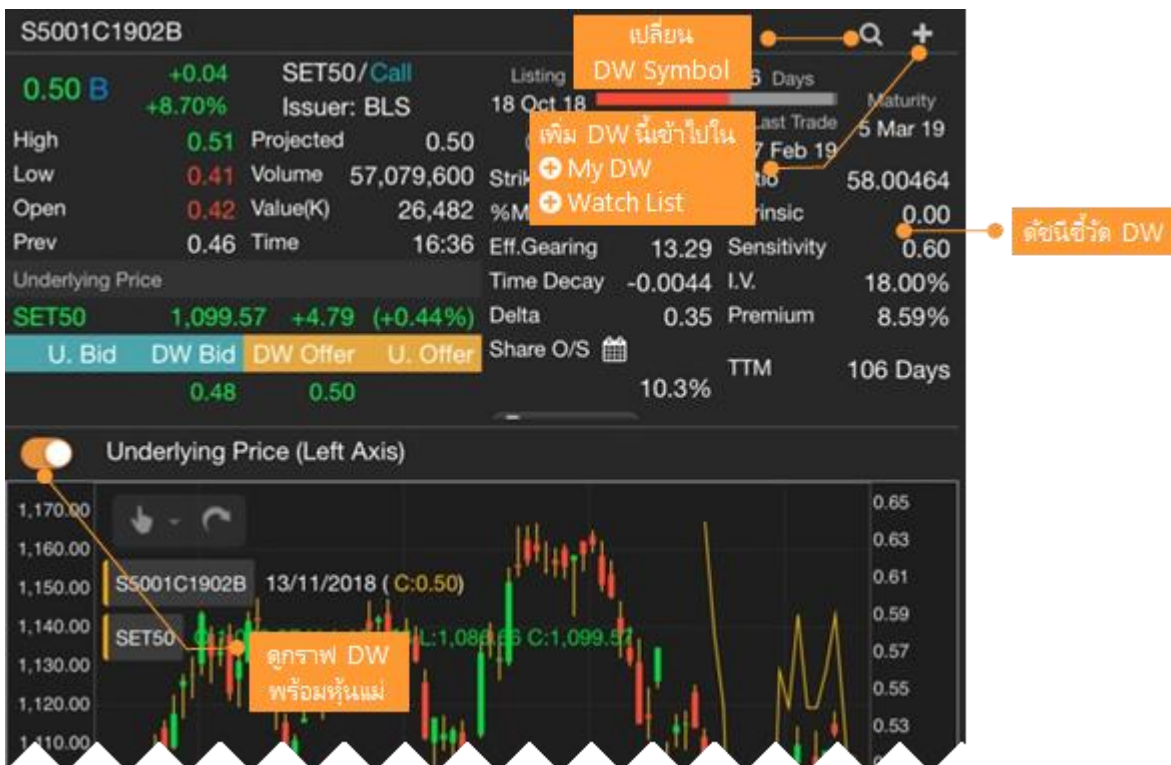 S5001C1902B
เปลี่ยน
DW Symbol
0.50 B +0.04 SET50/Call Listing 6 Days
+8.70% Issuer: BLS 18 Oct 18 Maturity
Last Trade 5 Mar 19
High 0.51 Projected 0.50 7 Feb 19
เพิ่ม DW นี้เข้าไปใน
My DW
Watch List
Low 0.41 Volume 57,079,600 58.00464
Open 0.42 Value(K) 26,482 0.00
Prev 0.46 Time 16:36 Eff.Gearing 13.29 Sensitivity 0.60
ดัชนีชี้วัด DW
Underlying Price Time Decay -0.0044 I.V. 18.00%
SET50 1,099.57 +4.79 (+0.44%) Delta 0.35 Premium 8.59%
U. Bid DW Bid DW Offer U. Offer Share O/S
TTM 106 Days
0.48 0.50 10.3%
Underlying Price (Left Axis)
1,170.00 0.65
1,160.00 0.63
1,150.00 S5001C1902B 13/11/2018 ( C:0.50) 0.61
1,140.00 SET50 C:1,099.57 0.59
1,130.00 0.57
ดูกราฟ DW
พร้อมหุ้นแม่
1,120.00 0.55
1,110.00 0.53